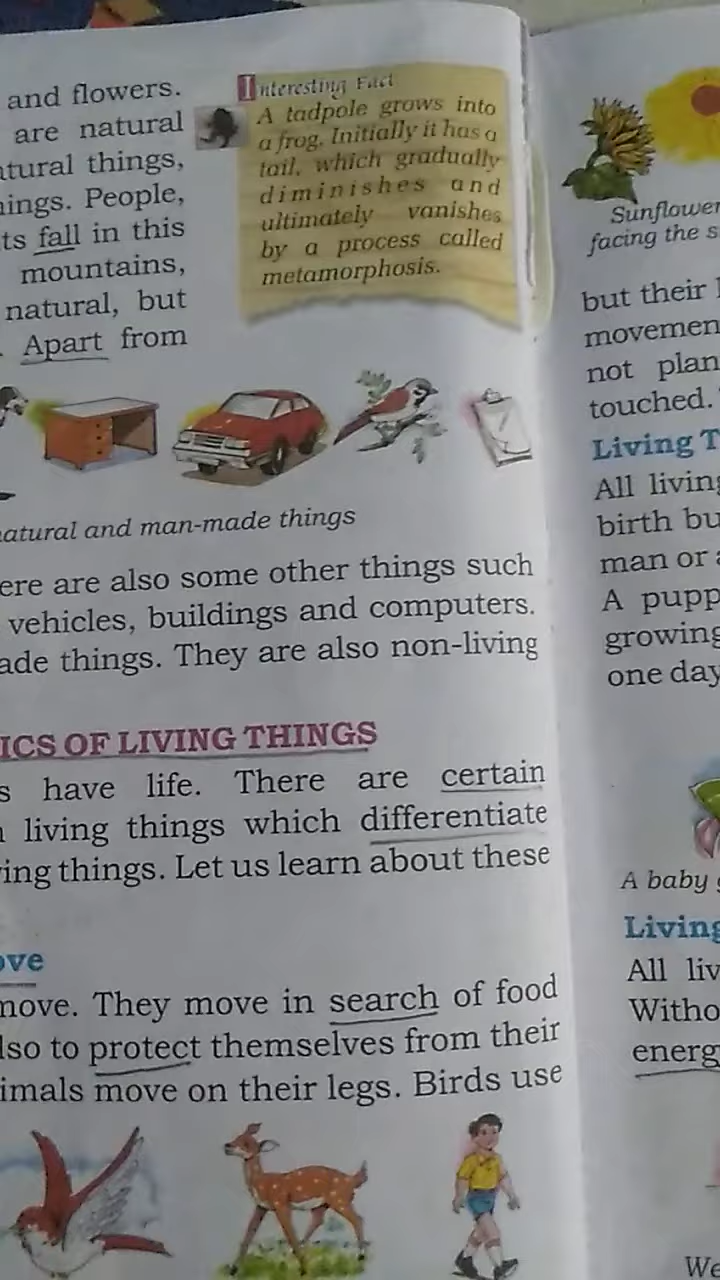 and flowers.
are natural
tural things,
ings. People,
ts fall in this
mountains,
natural, but
. Apart from
Interesting Fact
A tadpole grows into
a frog. Initially it has a
tail, which gradually
diminishes and
ultimately vanishes
by a process called
metamorphosis.
atural and man-made things
ere are also some other things such
vehicles, buildings and computers.
ade things. They are also non-living
ICS OF LIVING THINGS
s have life. There are certain
living things which differentiate
ing things. Let us learn about these
ove
move. They move in search of food
lso to protect themselves from their
imals move on their legs. Birds use
Sunflower
facing the s
but their
movemen
not plan
touched.
Living T
All living
birth bu
man or a
A pupp
growing
one day
A baby g
Living
All liv
Witho
energ
We